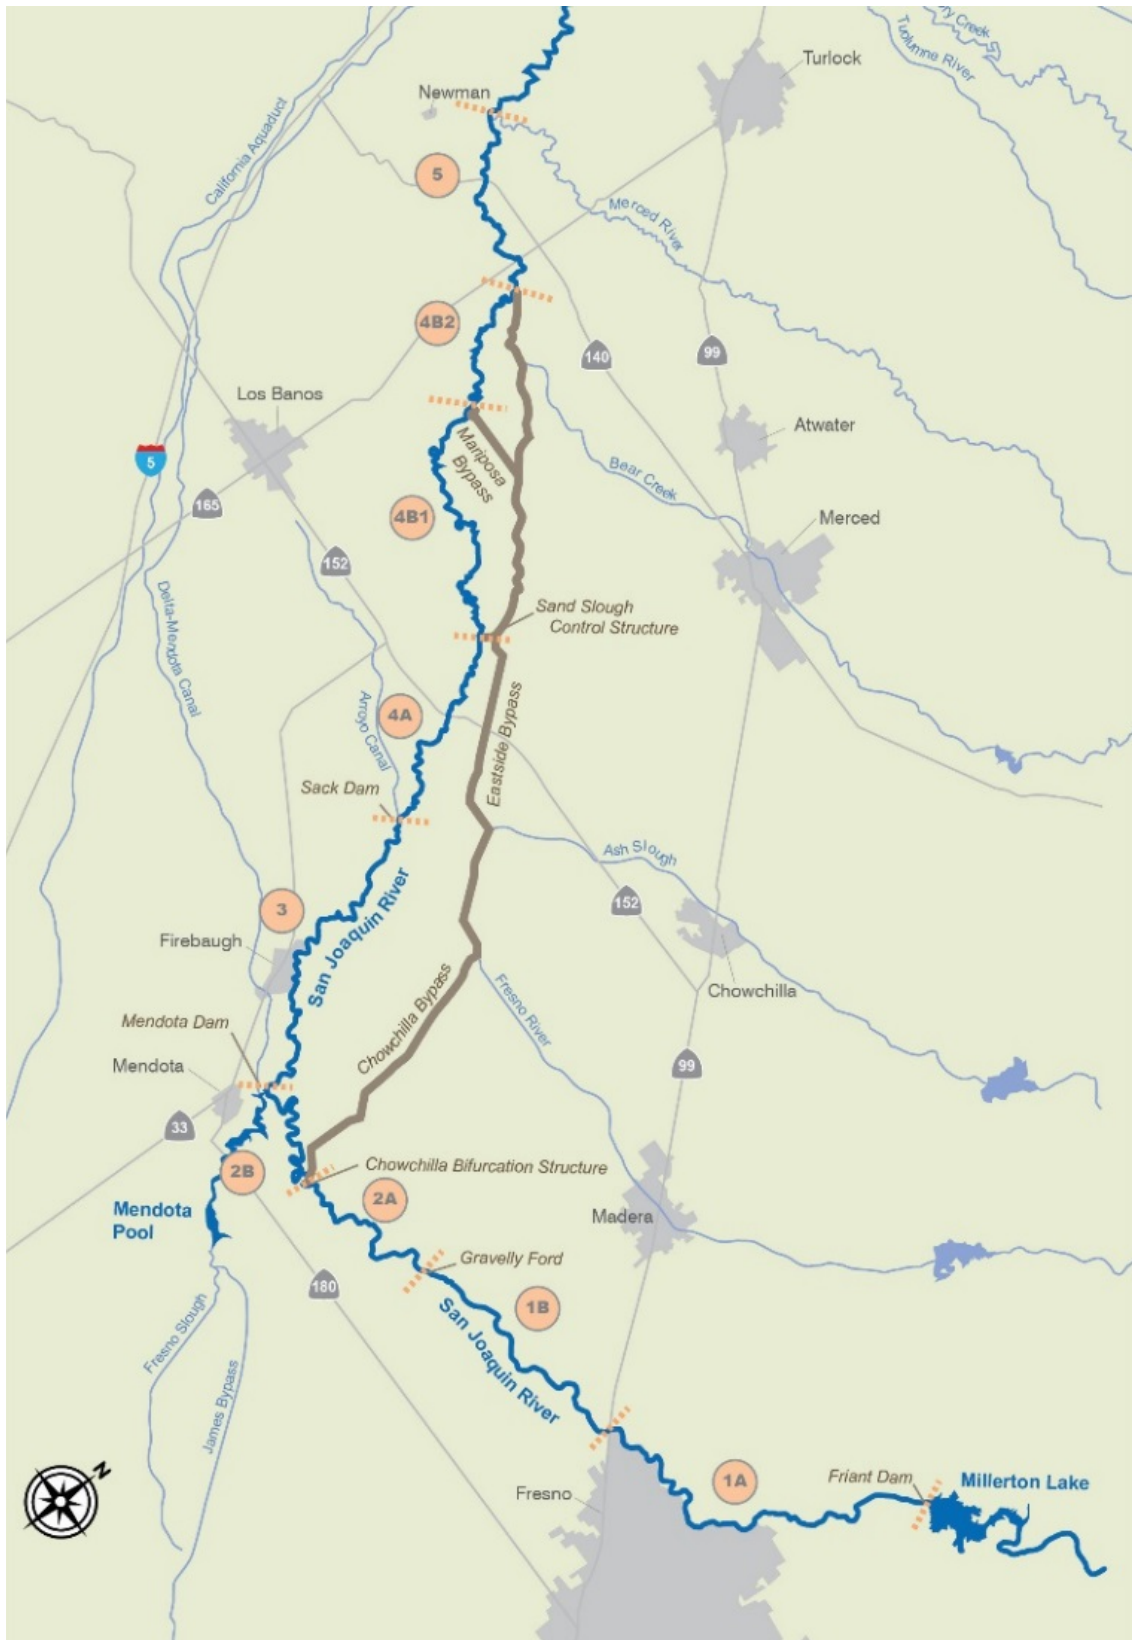 ry Creek
Tuolumne River
Turlock
Newman
California Aquaduct
5
Merced River
4B2
140
99
Los Banos
Atwater
Mariposa
Bypass
5
Bear Creek
165
4B1
Merced
152
Sand Slough
Control Structure
Delta-Mendota Canal
Arroyo Canal
4A
Eastside Bypass
Sack Dam
Ash Slough
San Joaquin River
152
3
Firebaugh
Chowchilla
Chowchilla Bypass
Fresno River
Mendota Dam
Mendota
99
33
2B
Chowchilla Bifurcation Structure
2A
Mendota
Pool
Madera
Gravelly Ford
180
1B
San Joaquin River
Fresno Slough
James Bypass
N
Fresno
1A
Friant Dam
Millerton Lake